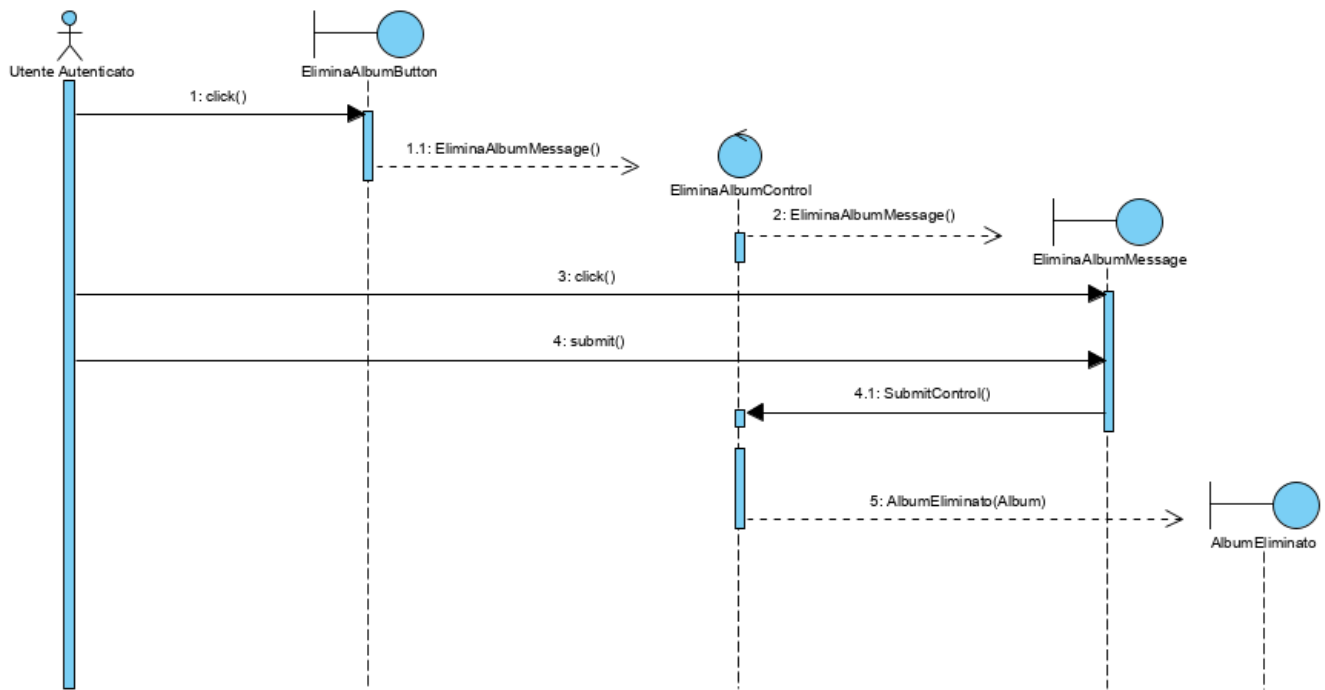 Utente Autenticato
EliminaAlbumButton
1: click()
1.1: EliminaAlbumMessage()
EliminaAlbumControl
2: EliminaAlbumMessage()
EliminaAlbumMessage
3: click()
4: submit()
4.1: SubmitControl()
5: AlbumEliminato(Album)
AlbumEliminato